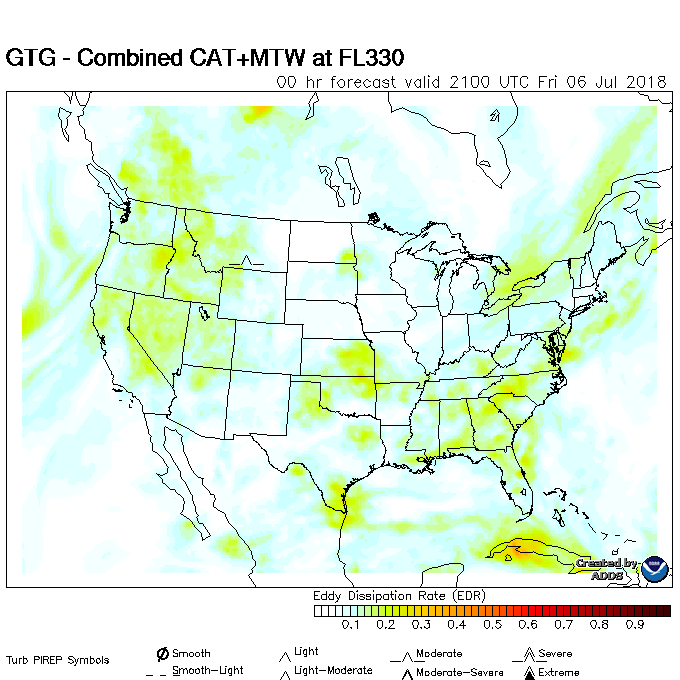 GTG - Combined CAT+MTW at FL330
00 hr forecast valid 2100 UTC Fri 06 Jul 2018
Created by
ADDS
Eddy Dissipation Rate (EDR)
0.1 0.2 0.3 0.4 0.5 0.6 0.7 0.8 0.9
Turb PIREP Symbols
Smooth Light Moderate Severe
Smooth-Light Light-Moderate Moderate-Severe Extreme